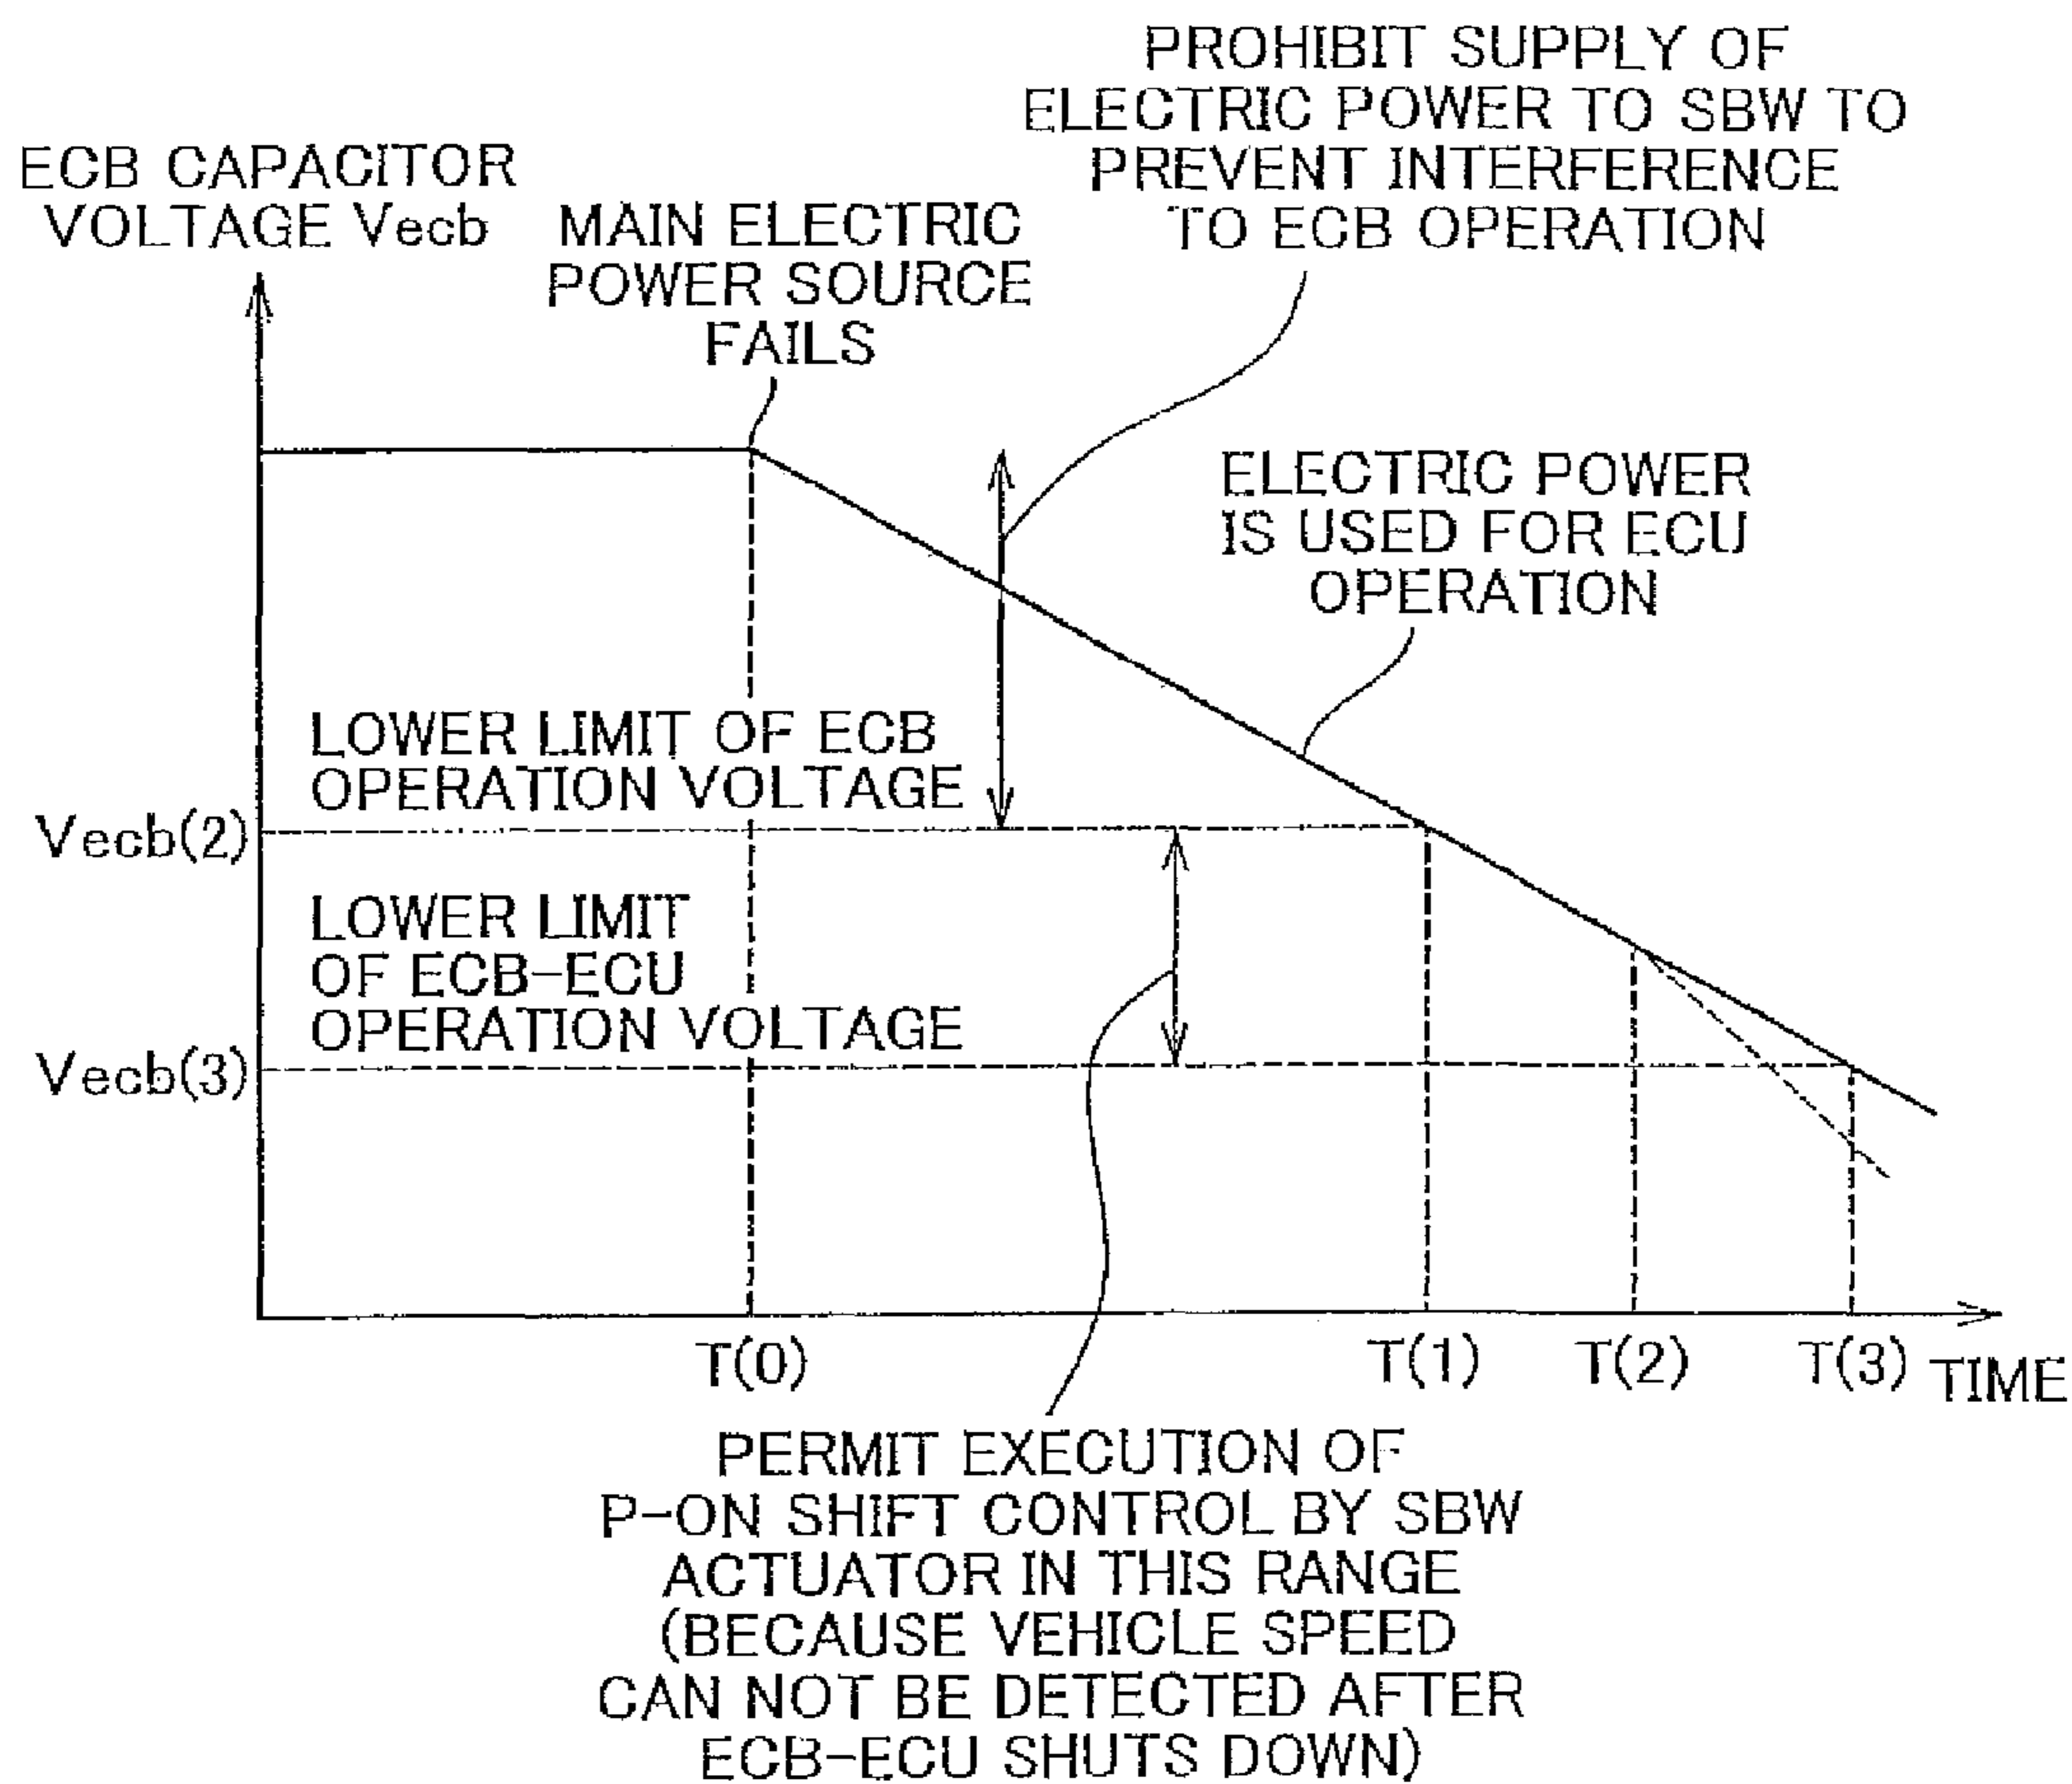 PROHIBIT SUPPLY OF
ELECTRIC POWER TO SBW TO
PREVENT INTERFERENCE
TO ECB OPERATION
ECB CAPACITOR
VOLTAGE Vecb
MAIN ELECTRIC
POWER SOURCE
FAILS
ELECTRIC POWER
IS USED FOR ECU
OPERATION
LOWER LIMIT OF ECB
OPERATION VOLTAGE
Vecb(2)
LOWER LIMIT
OF ECB-ECU
OPERATION VOLTAGE
Vecb(3)
T(0)
T(1)
T(2)
T(3)
TIME
PERMIT EXECUTION OF
P-ON SHIFT CONTROL BY SBW
ACTUATOR IN THIS RANGE
(BECAUSE VEHICLE SPEED
CAN NOT BE DETECTED AFTER
ECB-ECU SHUTS DOWN)